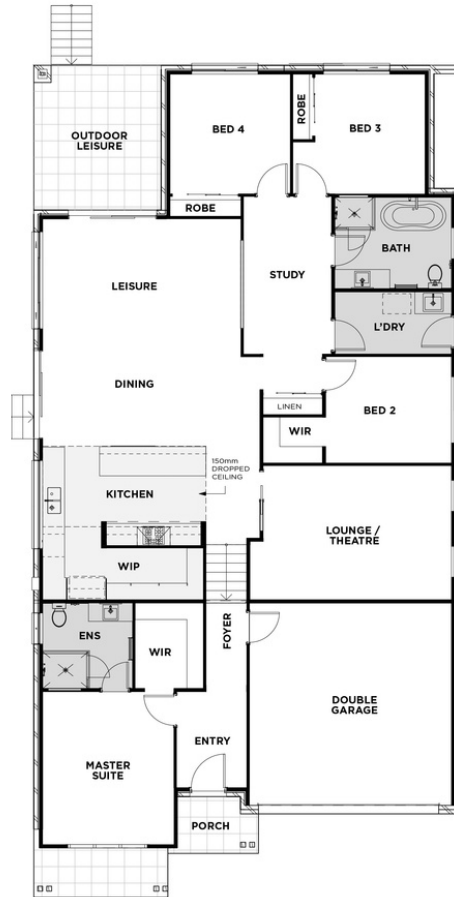 OUTDOOR
LEISURE
BED 4
ROBE
BED 3
ROBE
BATH
LEISURE
STUDY
L'DRY
DINING
LINEN
BED 2
WIR
150mm
DROPPED
CEILING
KITCHEN
LOUNGE /
THEATRE
WIP
ENS
WIR
FOYER
DOUBLE
GARAGE
ENTRY
MASTER
SUITE
PORCH